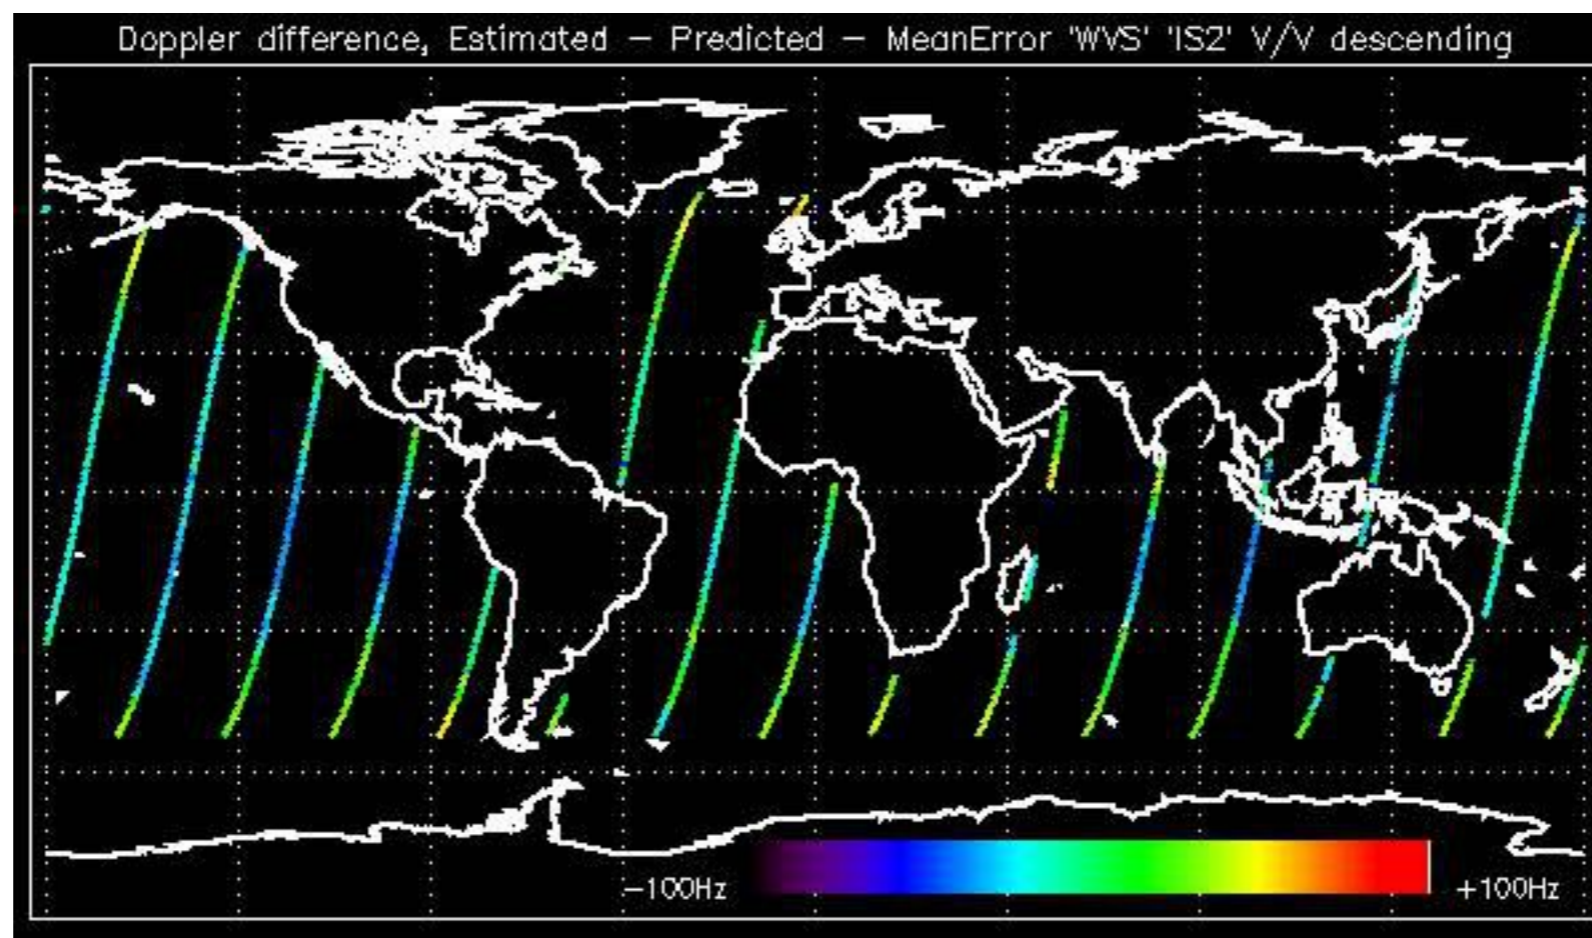 Doppler difference, Estimated − Predicted − MeanError 'WVS' 'IS2' V/V descending
−100Hz
+100Hz